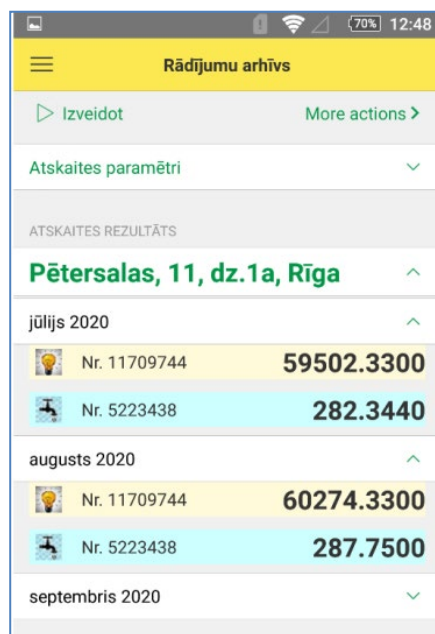 70% 12:48
Rādījumu arhīvs
Izveidot More actions >
Atskaites paramētri
ATSKAITES REZULTĀTS
Pētersalas, 11, dz.1a, Rīga
jūlijs 2020
Nr. 11709744 59502.3300
Nr. 5223438 282.3440
augusts 2020
Nr. 11709744 60274.3300
Nr. 5223438 287.7500
septembris 2020